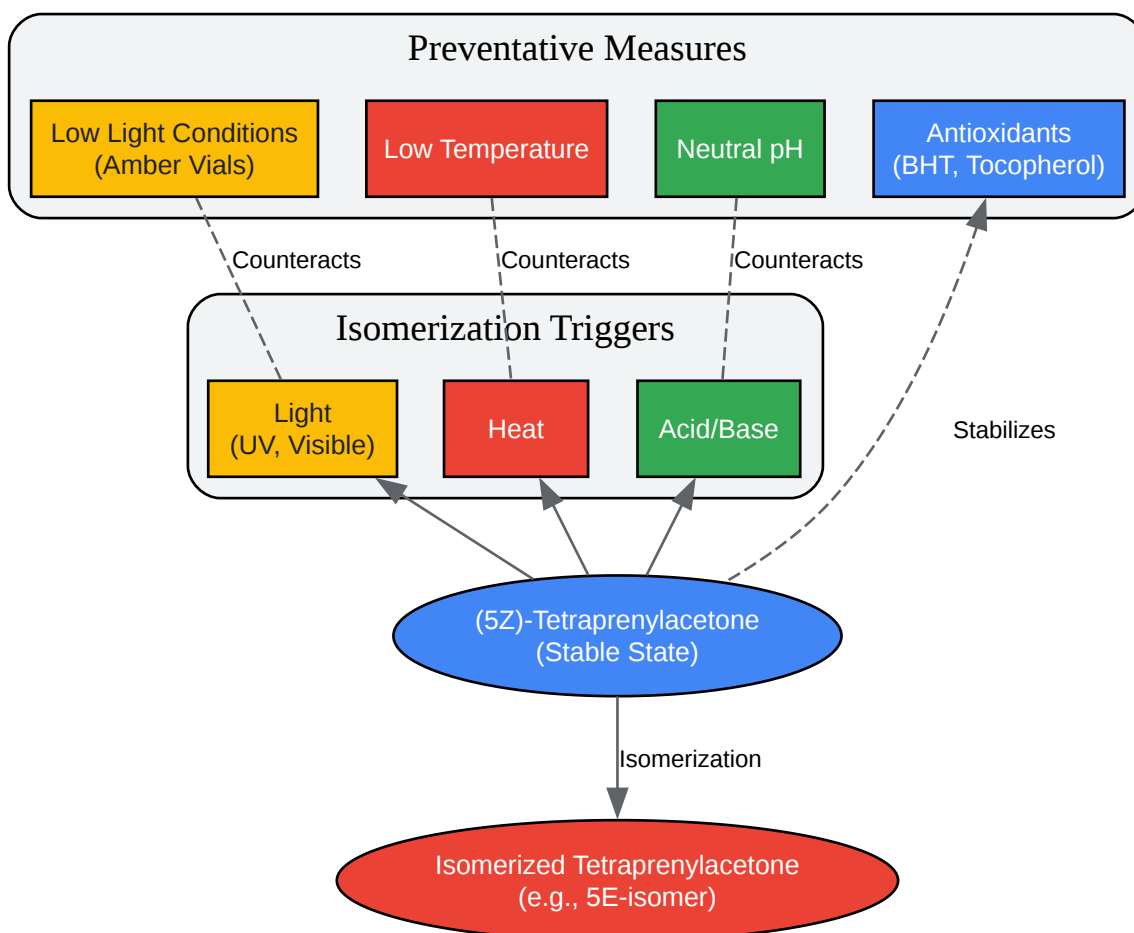 Preventative Measures
Low Light Conditions
(Amber Vials)
Low Temperature
Neutral pH
Antioxidants
(BHT, Tocopherol)
Counteracts
Counteracts
Counteracts
Isomerization Triggers
Light
(UV, Visible)
Heat
Acid/Base
Stabilizes
(5Z)-Tetraprenylacetone
(Stable State)
Isomerization
Isomerized Tetraprenylacetone
(e.g., 5E-isomer)